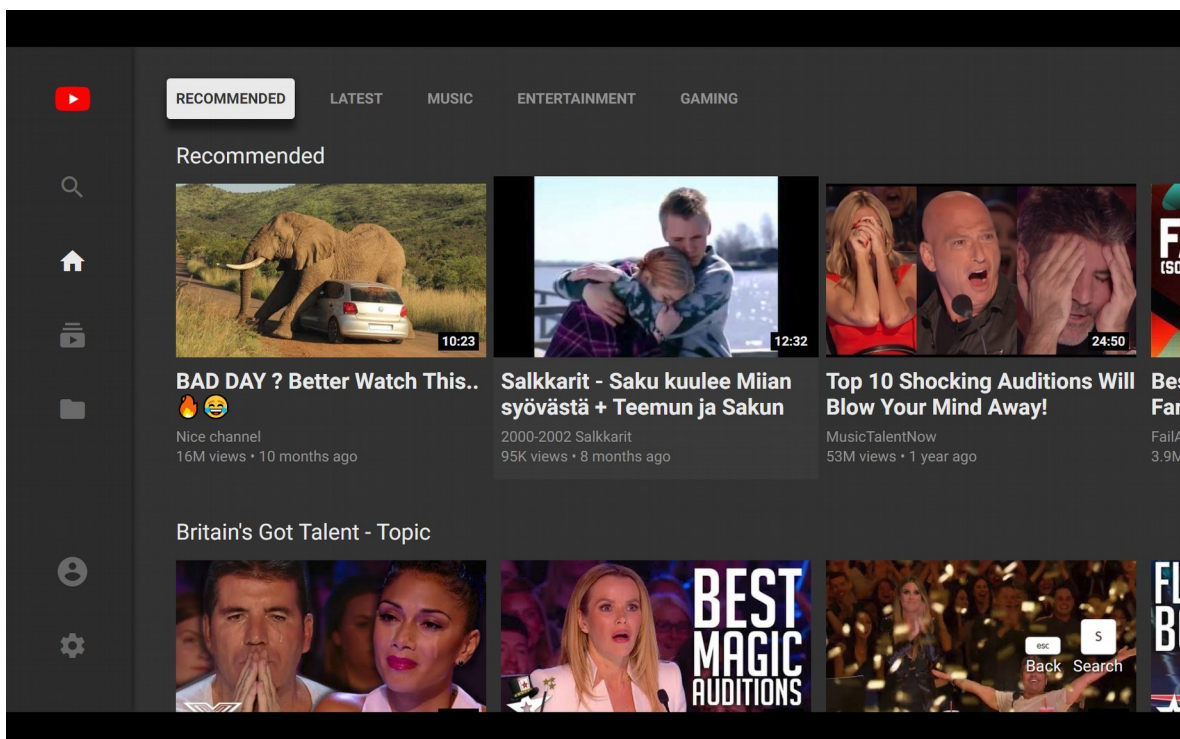 RECOMMENDED LATEST MUSIC ENTERTAINMENT GAMING
Recommended
10:23
12:32
24:50
BAD DAY ? Better Watch This..
🔥😂
Nice channel
16M views • 10 months ago
Salkkarit - Saku kuulee Miian
syövästä + Teemun ja Sakun
2000-2002 Salkkarit
95K views • 8 months ago
Top 10 Shocking Auditions Will
Blow Your Mind Away!
MusicTalentNow
53M views • 1 year ago
3.9M
Britain's Got Talent - Topic
BEST
MAGIC
AUDITIONS
esc
Back
S
Search